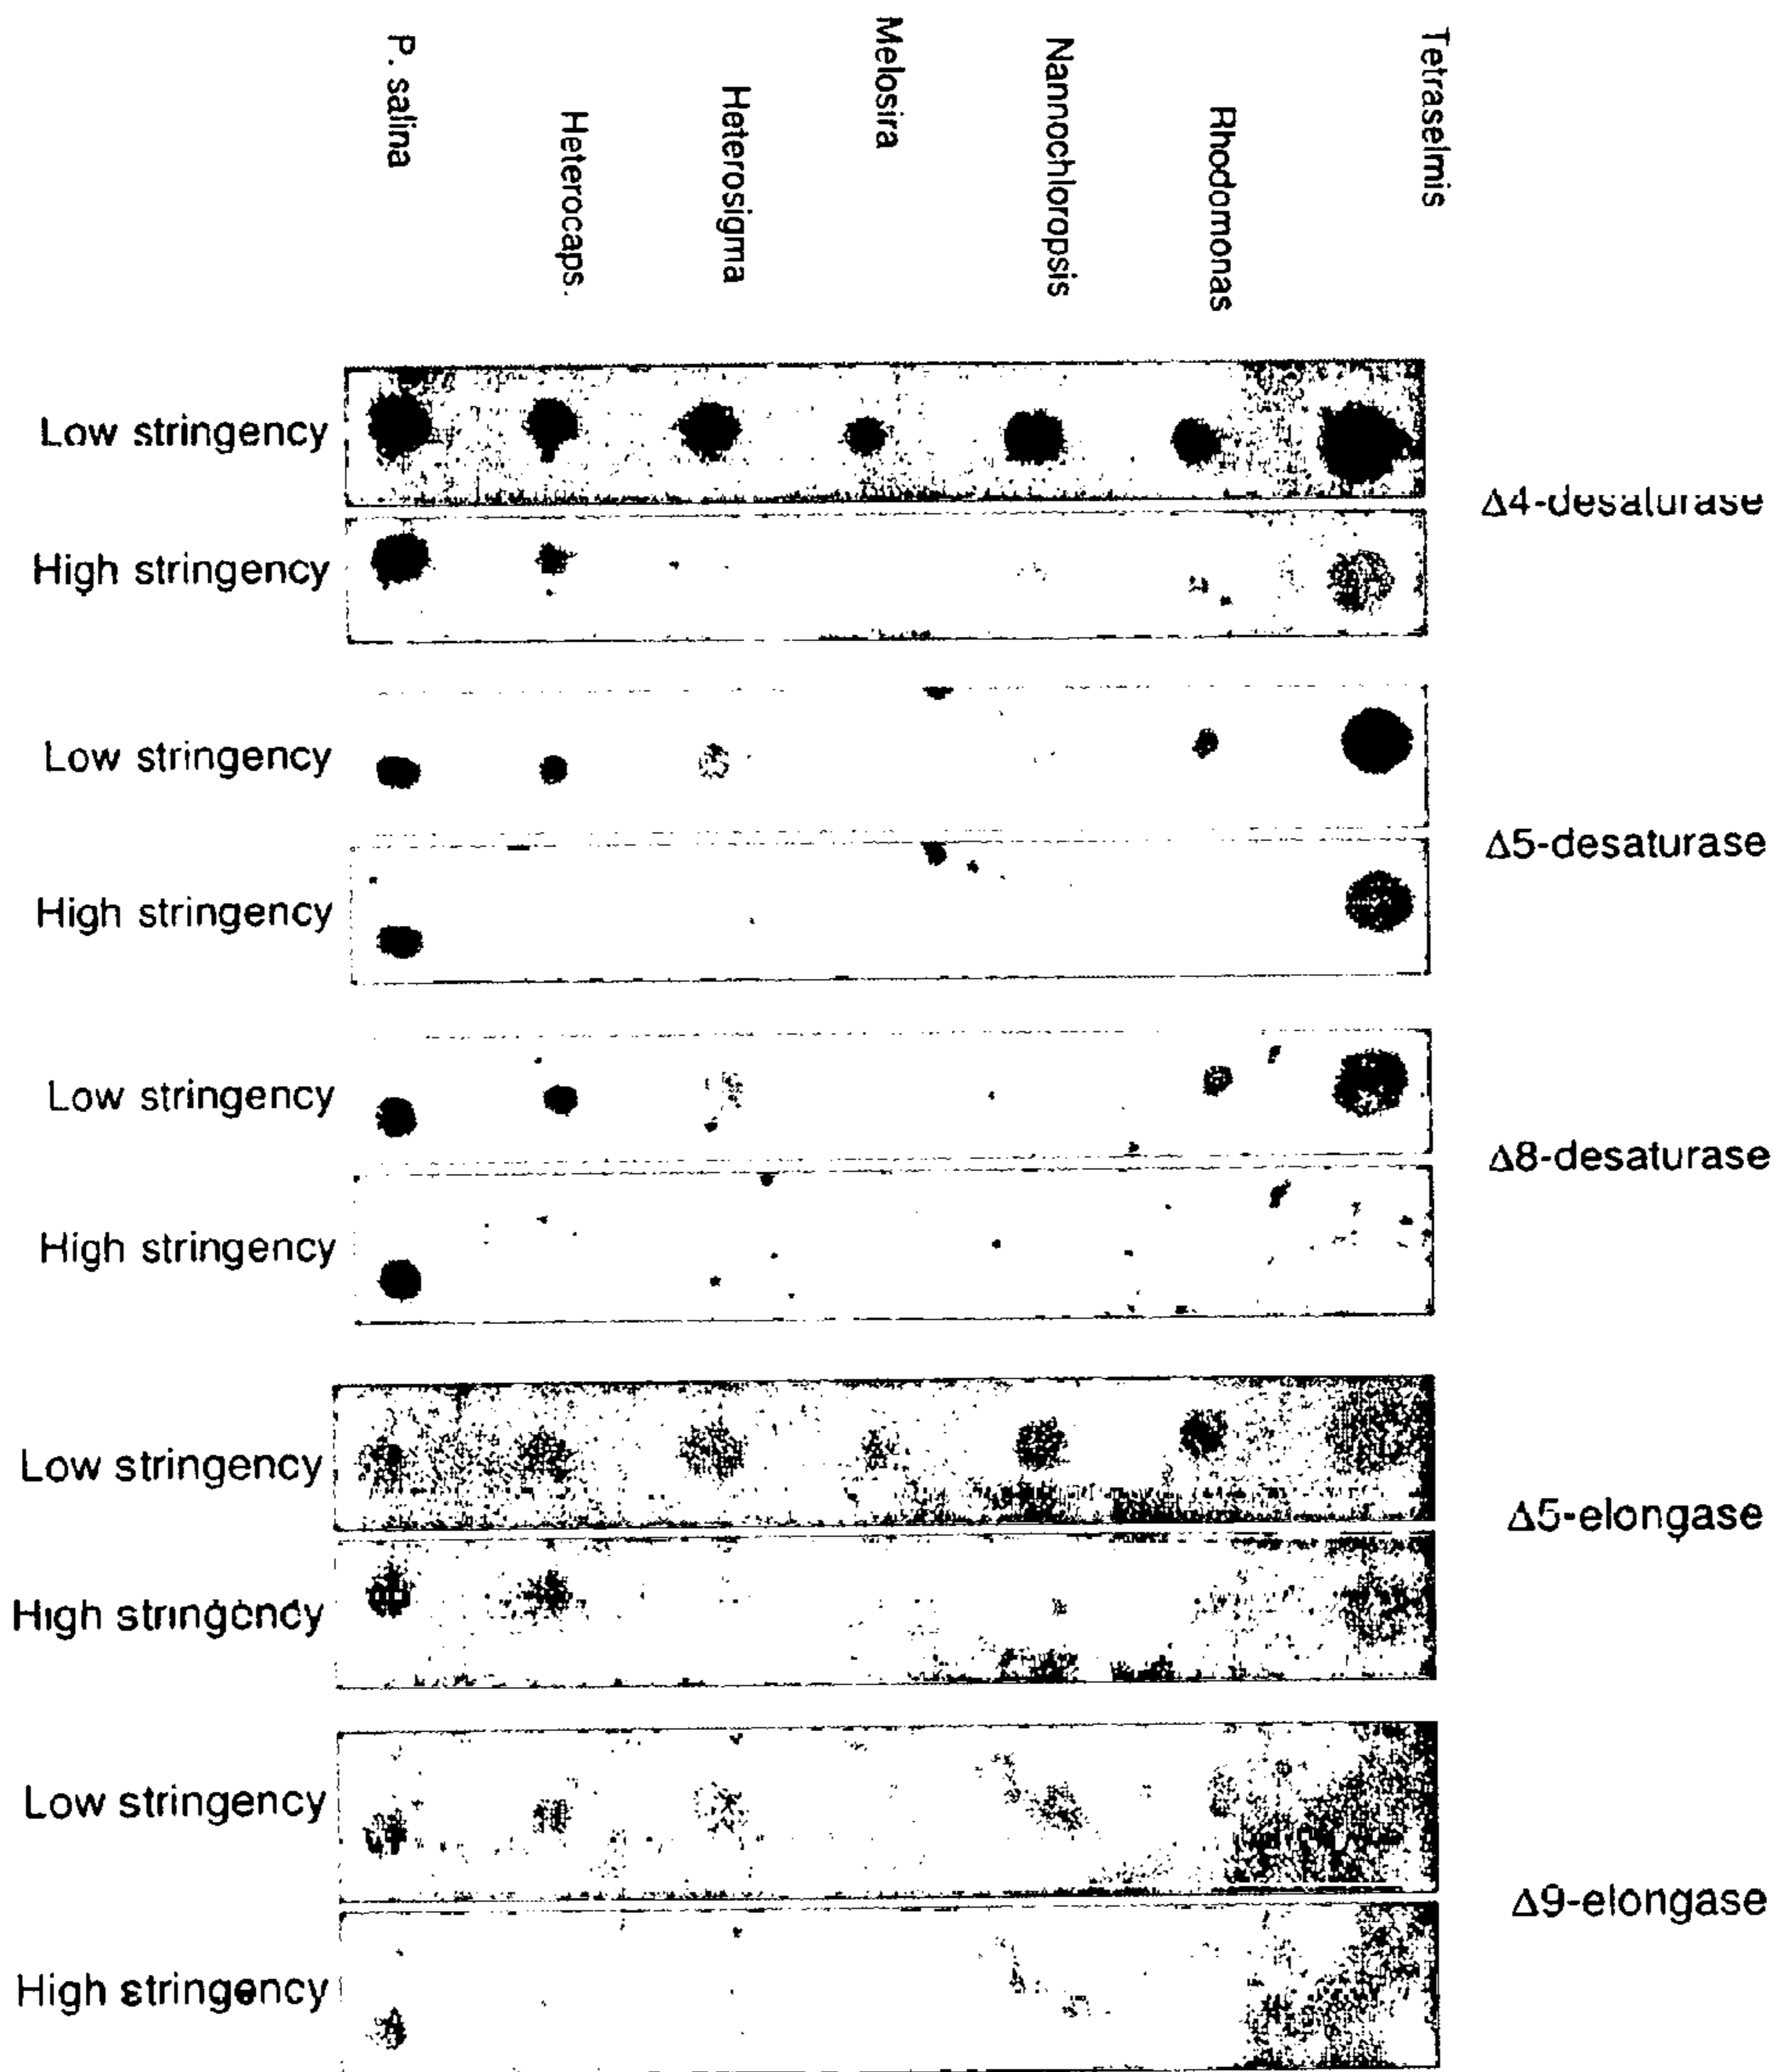 P. salina
Heterocaps.
Heterosigma
Melosira
Nannochloropsis
Rhodomonas
Tetraselmis
Low stringency
Δ4-desaturase
High stringency
Low stringency
Δ5-desaturase
High stringency
Low stringency
Δ8-desaturase
High stringency
Low stringency
Δ5-elongase
High stringency
Low stringency
Δ9-elongase
High stringency